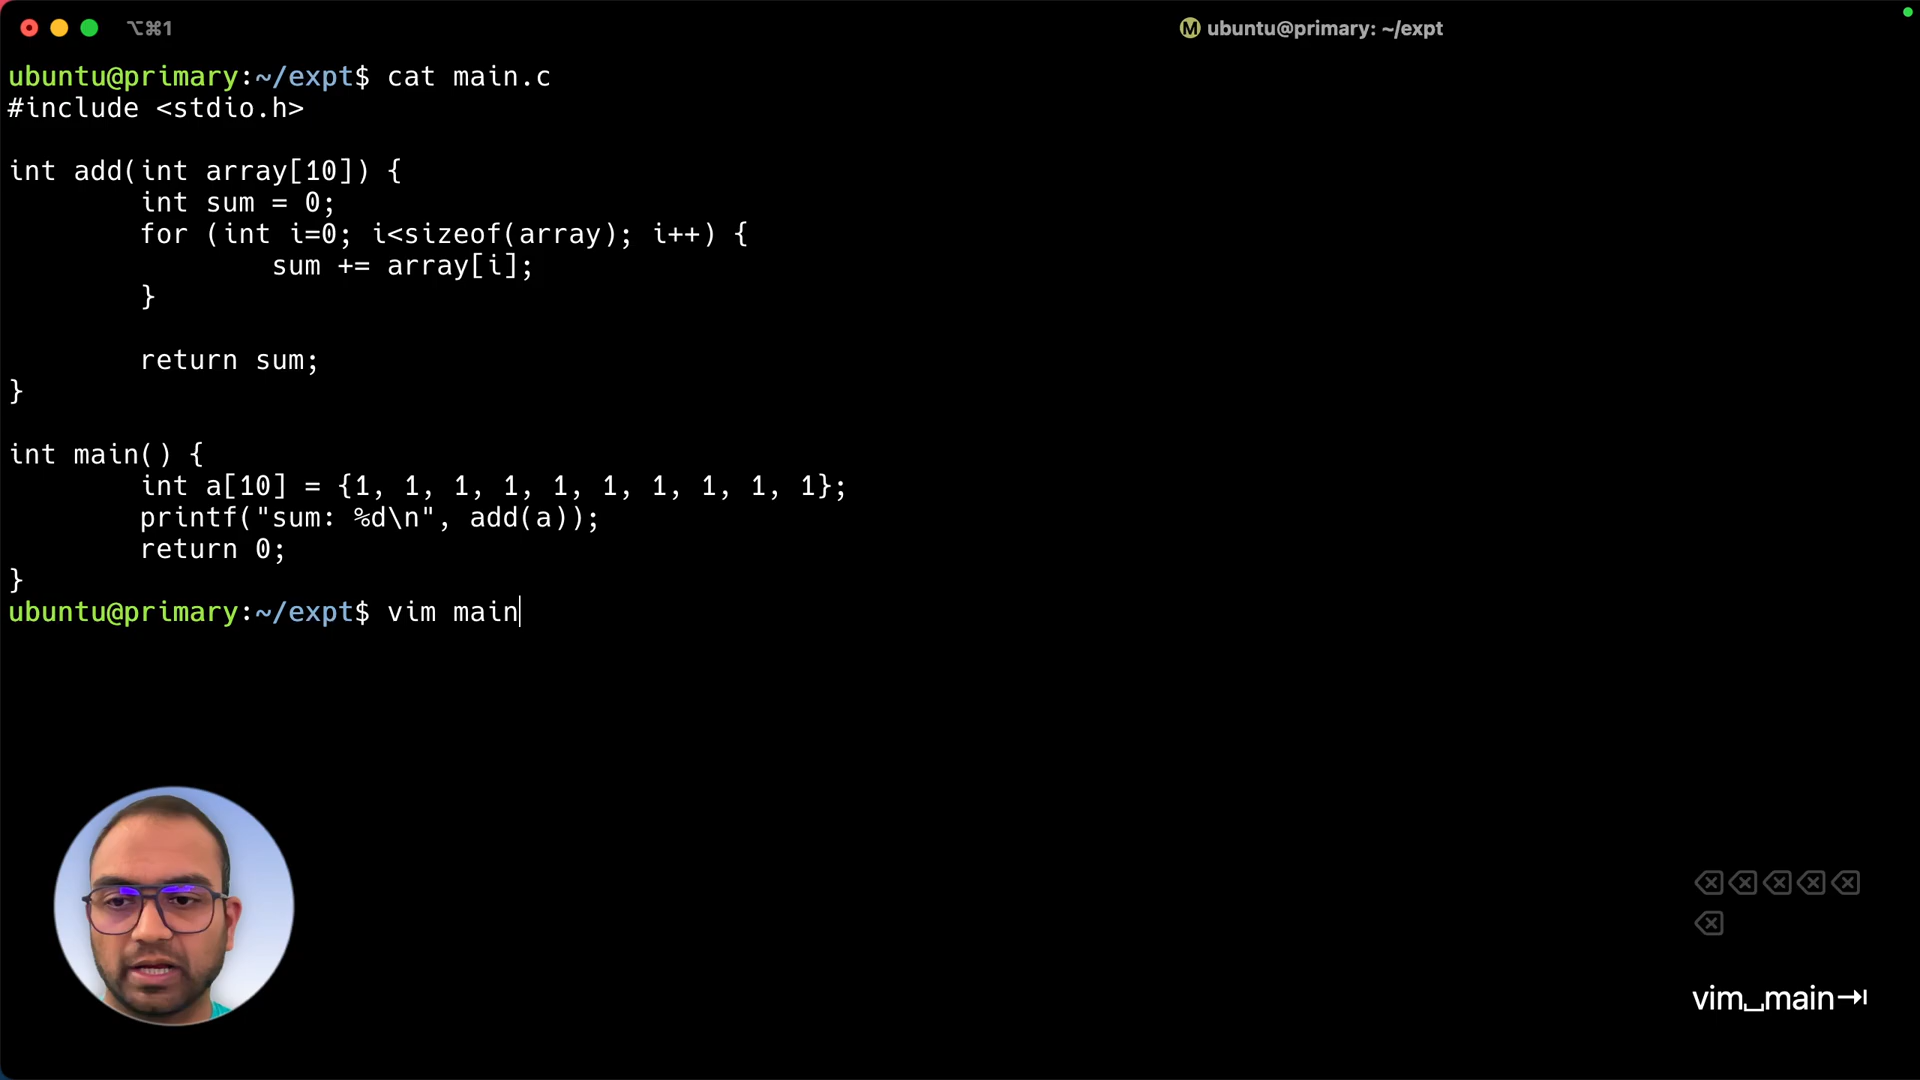 ⌥⌘1
M ubuntu@primary: ~/expt
ubuntu@primary:~/expt$ cat main.c
#include <stdio.h>

int add(int array[10]) {
        int sum = 0;
        for (int i=0; i<sizeof(array); i++) {
                sum += array[i];
        }

        return sum;
}

int main() {
        int a[10] = {1, 1, 1, 1, 1, 1, 1, 1, 1, 1};
        printf("sum: %d\n", add(a));
        return 0;
}
ubuntu@primary:~/expt$ vim main
⌫⌫⌫⌫⌫
⌫
vim␣main⇥